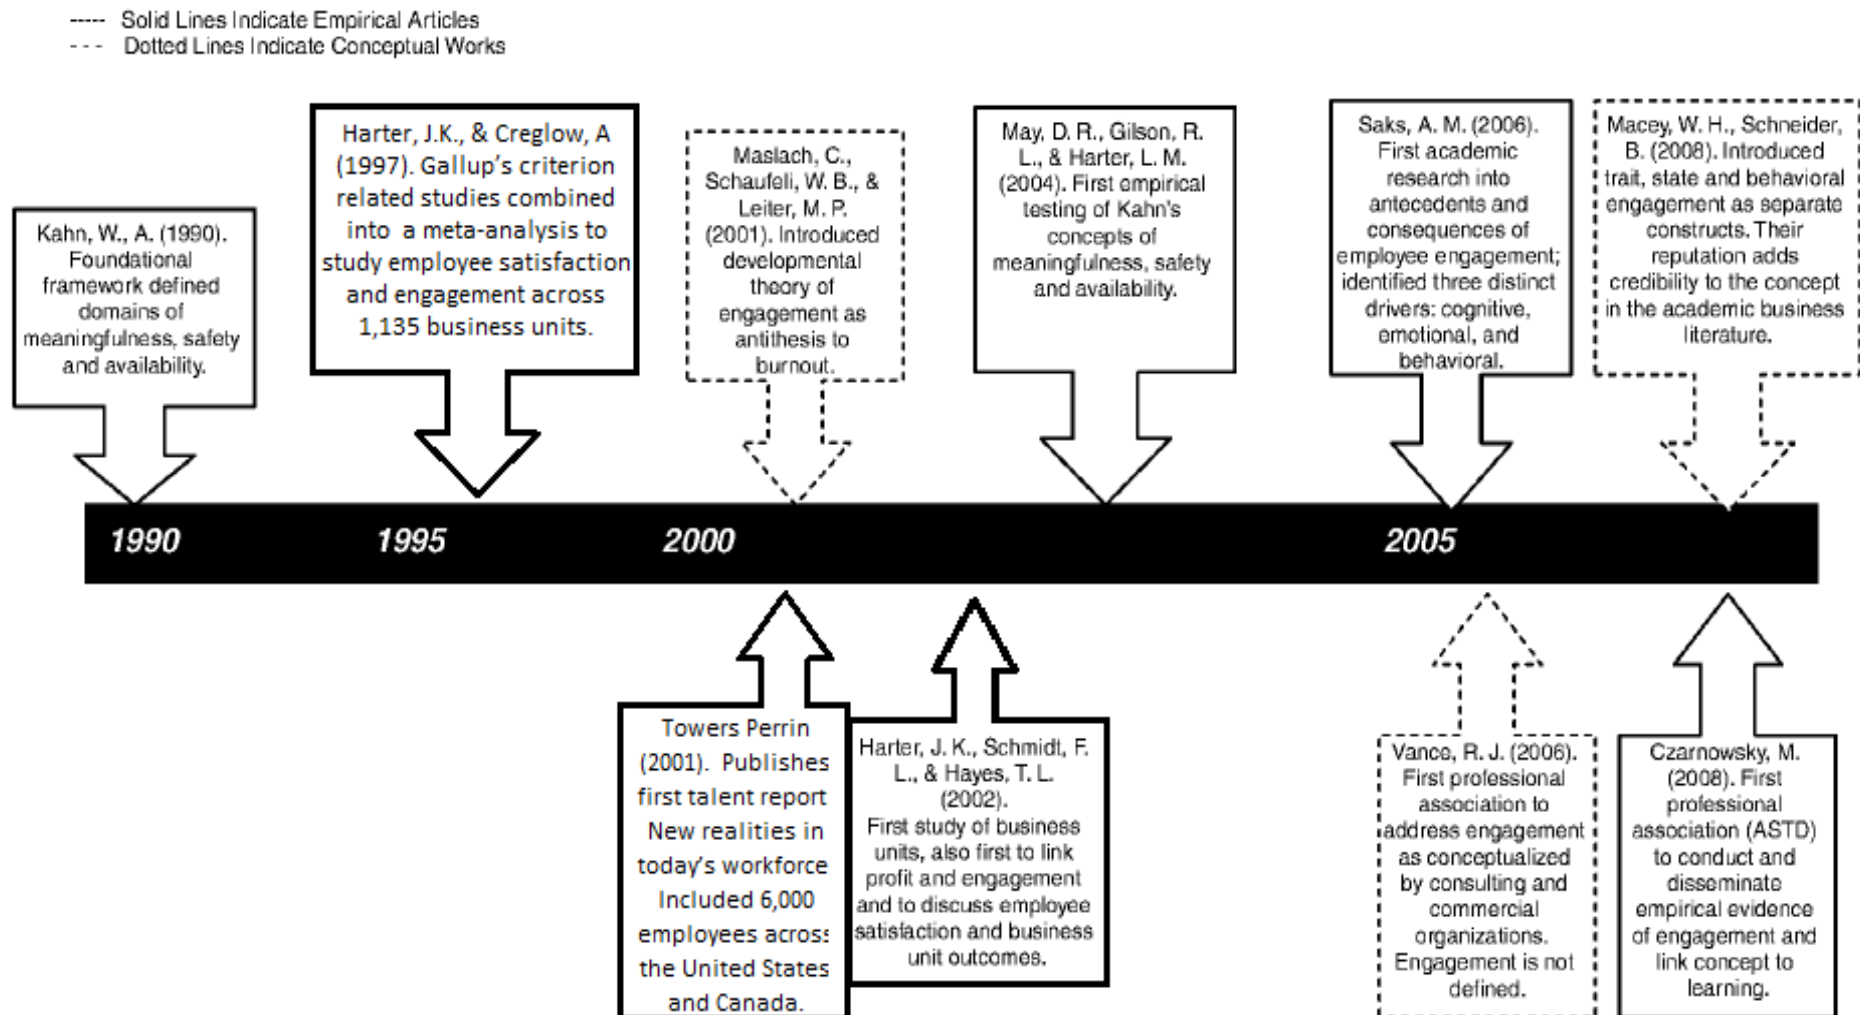 Solid Lines Indicate Empirical Articles
Dotted Lines Indicate Conceptual Works
Kahn, W., A. (1990).
Foundational
framework defined
domains of
meaningfulness, safety
and availability.
Harter, J.K., & Creglow, A
(1997). Gallup's criterion
related studies combined
into a meta-analysis to
study employee satisfaction
and engagement across
1,135 business units.
Maslach, C.,
Schaufeli, W. B., &
Leiter, M. P.
(2001). Introduced
developmental
theory of
engagement as
antithesis to
burnout.
May, D. R., Gilson, R.
L., & Harter, L. M.
(2004). First empirical
testing of Kahn's
concepts of
meaningfulness, safety
and availability.
Saks, A. M. (2006).
First academic
research into
antecedents and
consequences of
employee engagement;
identified three distinct
drivers: cognitive,
emotional, and
behavioral.
Macey, W. H., Schneider,
B. (2008). Introduced
trait, state and behavioral
engagement as separate
constructs. Their
reputation adds
credibility to the concept
in the academic business
literature.
1990
1995
2000
2005
Towers Perrin
(2001). Publishes
first talent report
New realities in
today's workforce
Included 6,000
employees across
the United States
and Canada.
Harter, J. K., Schmidt, F.
L., & Hayes, T. L.
(2002).
First study of business
units, also first to link
profit and engagement
and to discuss employee
satisfaction and business
unit outcomes.
Vance, R. J. (2006).
First professional
association to
address engagement
as conceptualized
by consulting and
commercial
organizations.
Engagement is not
defined.
Czarnowsky, M.
(2008). First
professional
association (ASTD)
to conduct and
disseminate
empirical evidence
of engagement and
link concept to
learning.